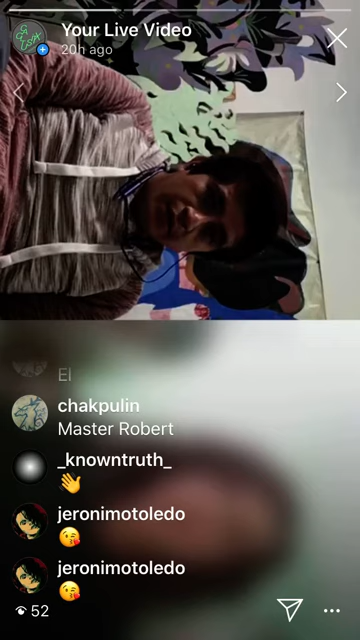 Your Live Video
20h ago
El
chakpulin
Master Robert
_knowntruth_
👋
jeronimotoledo
😘
jeronimotoledo
😘
52